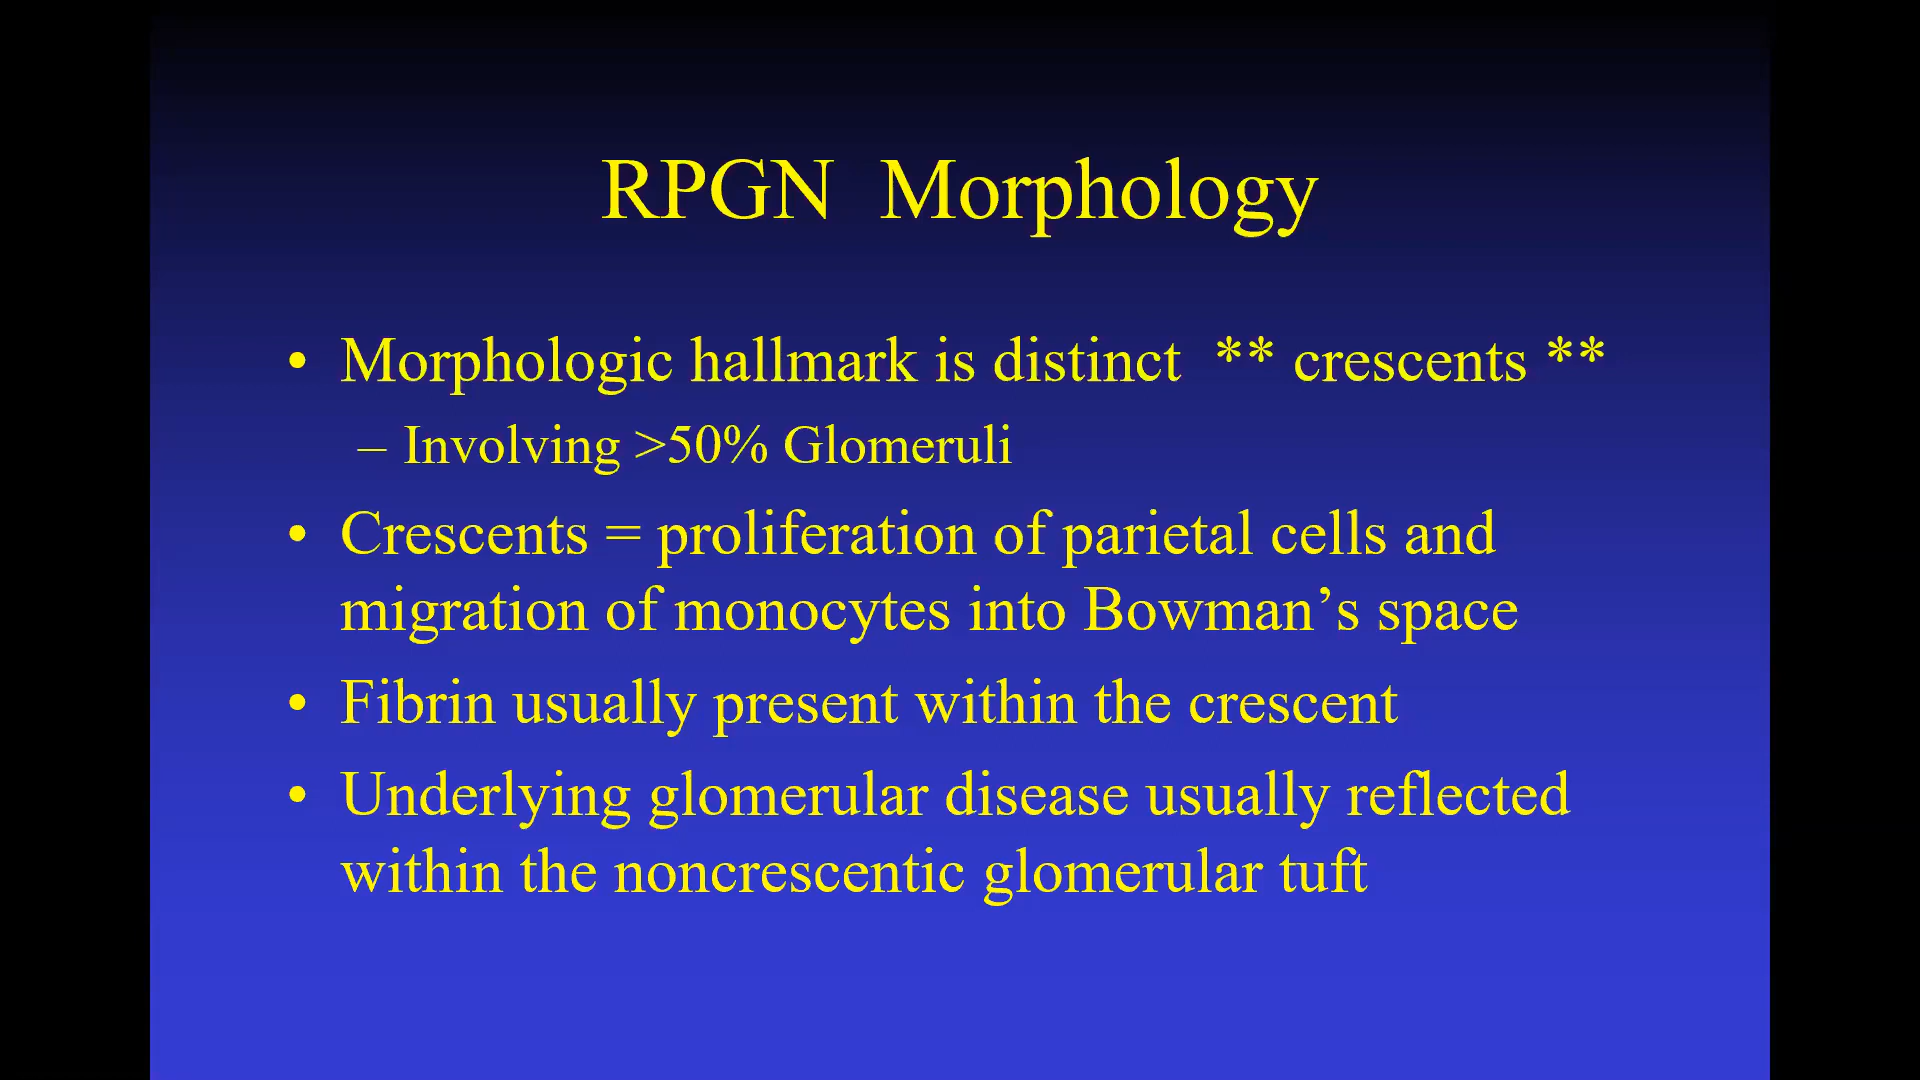 RPGN Morphology
• Morphologic hallmark is distinct ** crescents **
– Involving >50% Glomeruli
• Crescents = proliferation of parietal cells and
migration of monocytes into Bowman’s space
• Fibrin usually present within the crescent
• Underlying glomerular disease usually reflected
within the noncrescentic glomerular tuft